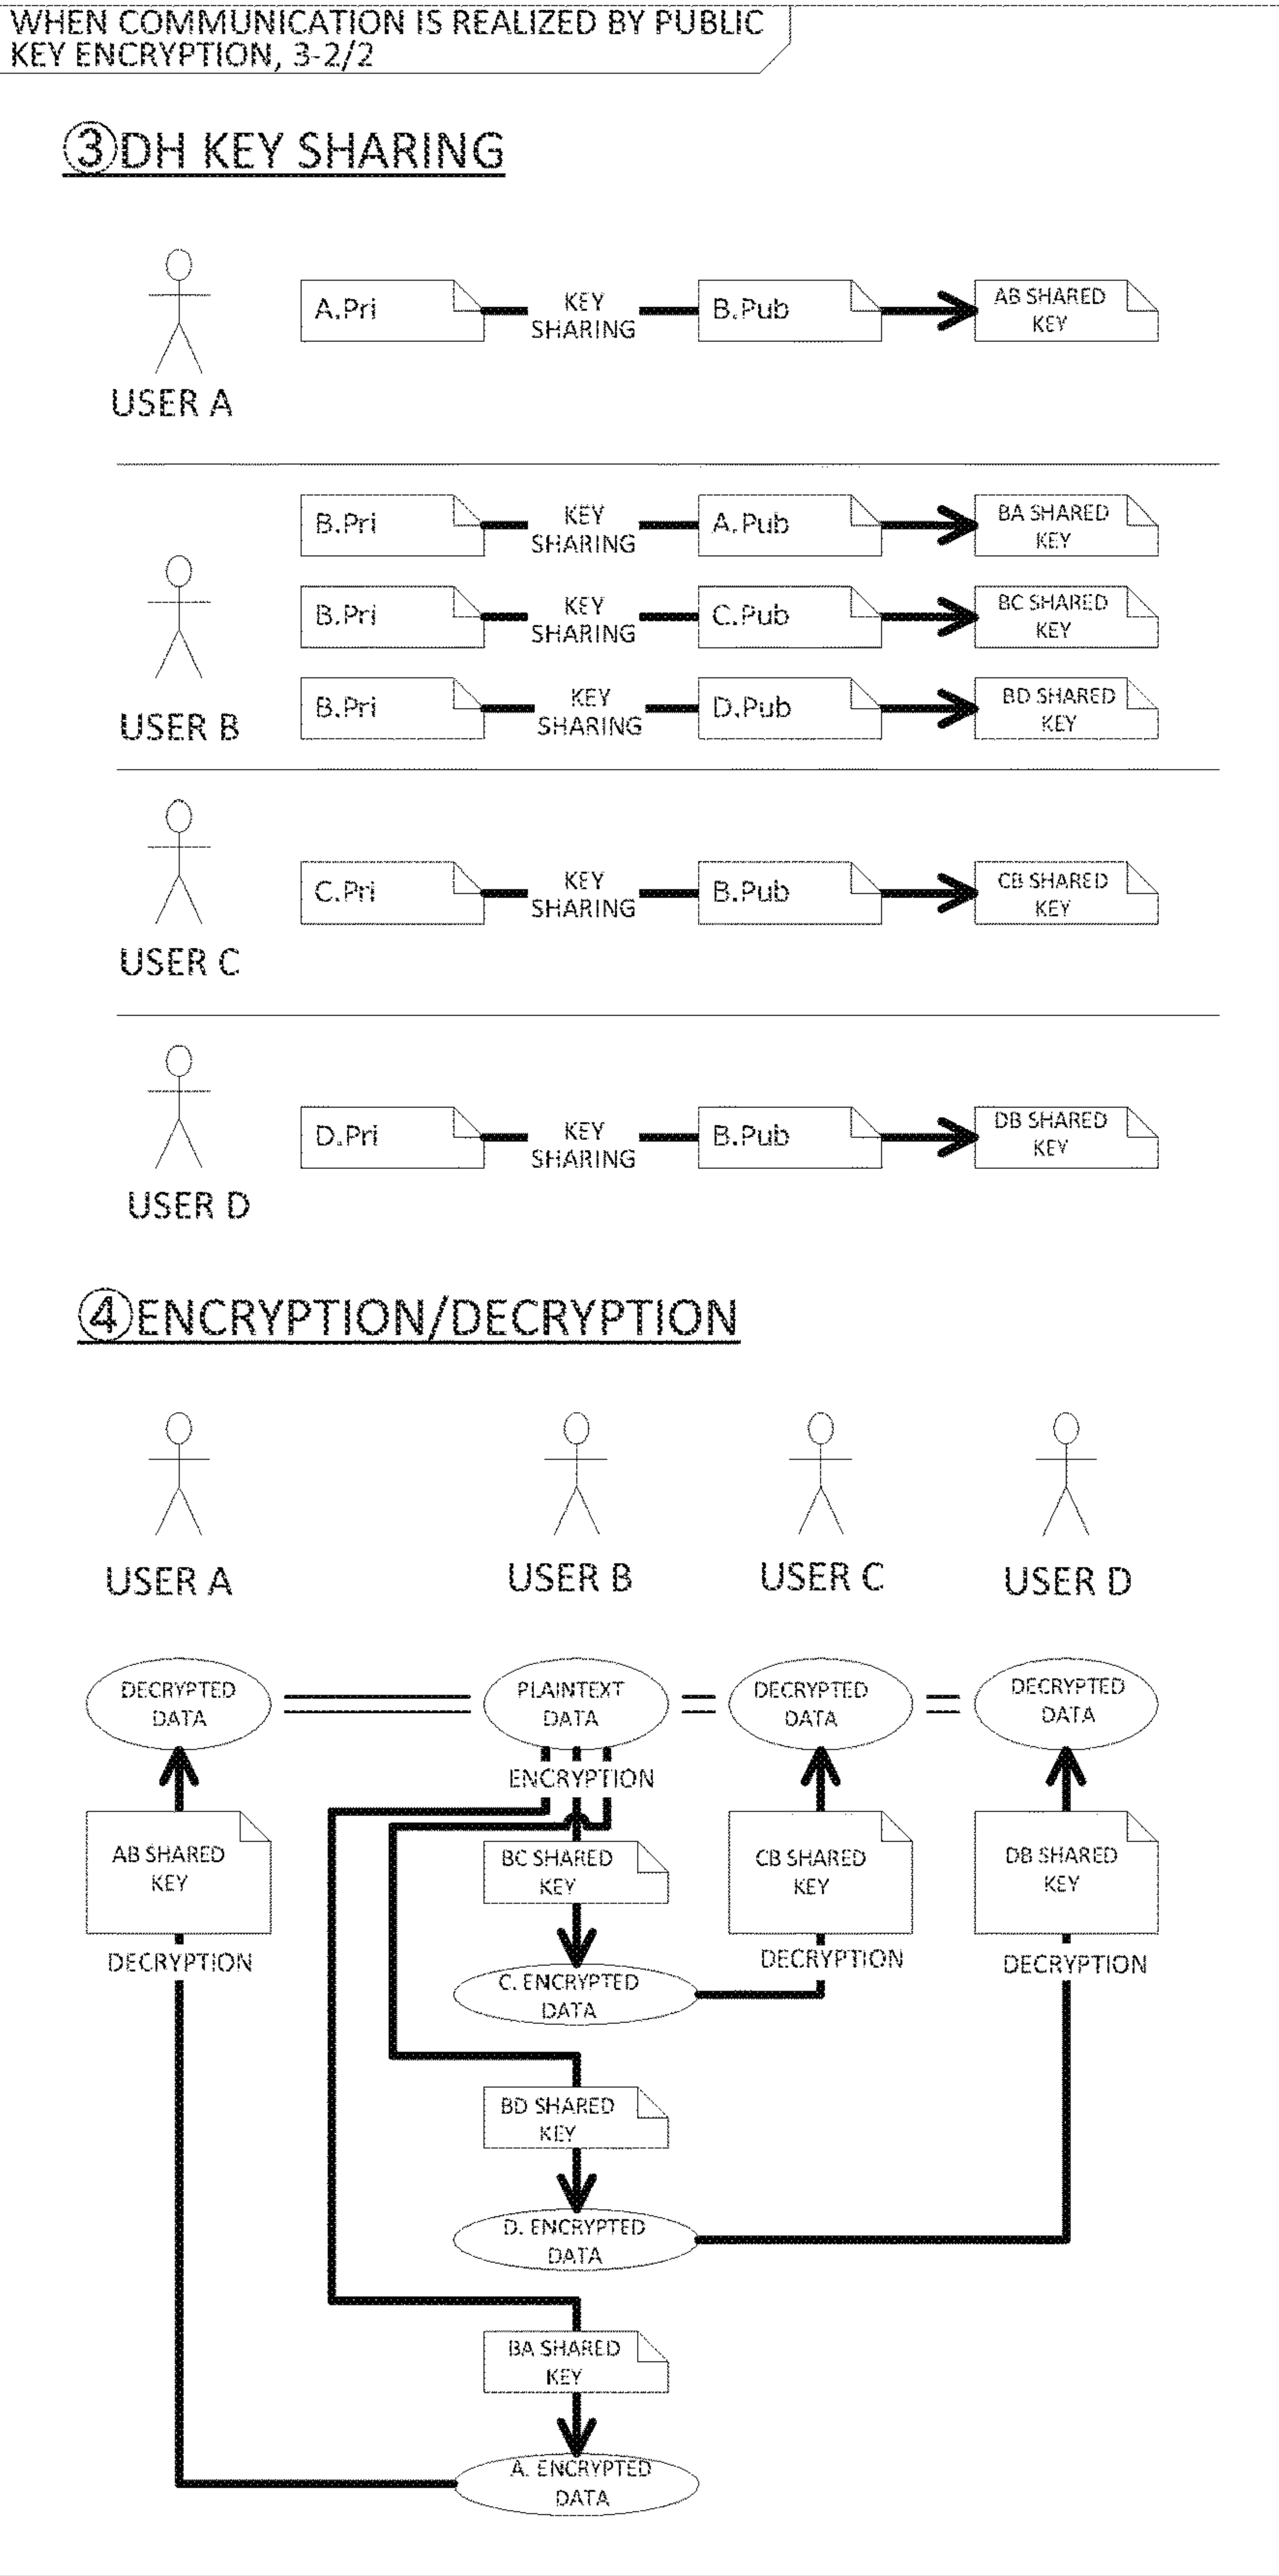 WHEN COMMUNICATION IS REALIZED BY PUBLIC
KEY ENCRYPTION, 3-2/2
③DH KEY SHARING
USER A
A.Pri
KEY
SHARING
B.Pub
AB SHARED
KEY
USER B
B.Pri
KEY
SHARING
A.Pub
BA SHARED
KEY
B.Pri
KEY
SHARING
C.Pub
BC SHARED
KEY
B.Pri
KEY
SHARING
D.Pub
BD SHARED
KEY
USER C
C.Pri
KEY
SHARING
B.Pub
CB SHARED
KEY
USER D
D.Pri
KEY
SHARING
B.Pub
DB SHARED
KEY
④ENCRYPTION/DECRYPTION
USER A
USER B
USER C
USER D
DECRYPTED
DATA
PLAINTEXT
DATA
DECRYPTED
DATA
DECRYPTED
DATA
ENCRYPTION
AB SHARED
KEY
BC SHARED
KEY
CB SHARED
KEY
DB SHARED
KEY
DECRYPTION
DECRYPTION
DECRYPTION
C. ENCRYPTED
DATA
BD SHARED
KEY
D. ENCRYPTED
DATA
BA SHARED
KEY
A. ENCRYPTED
DATA